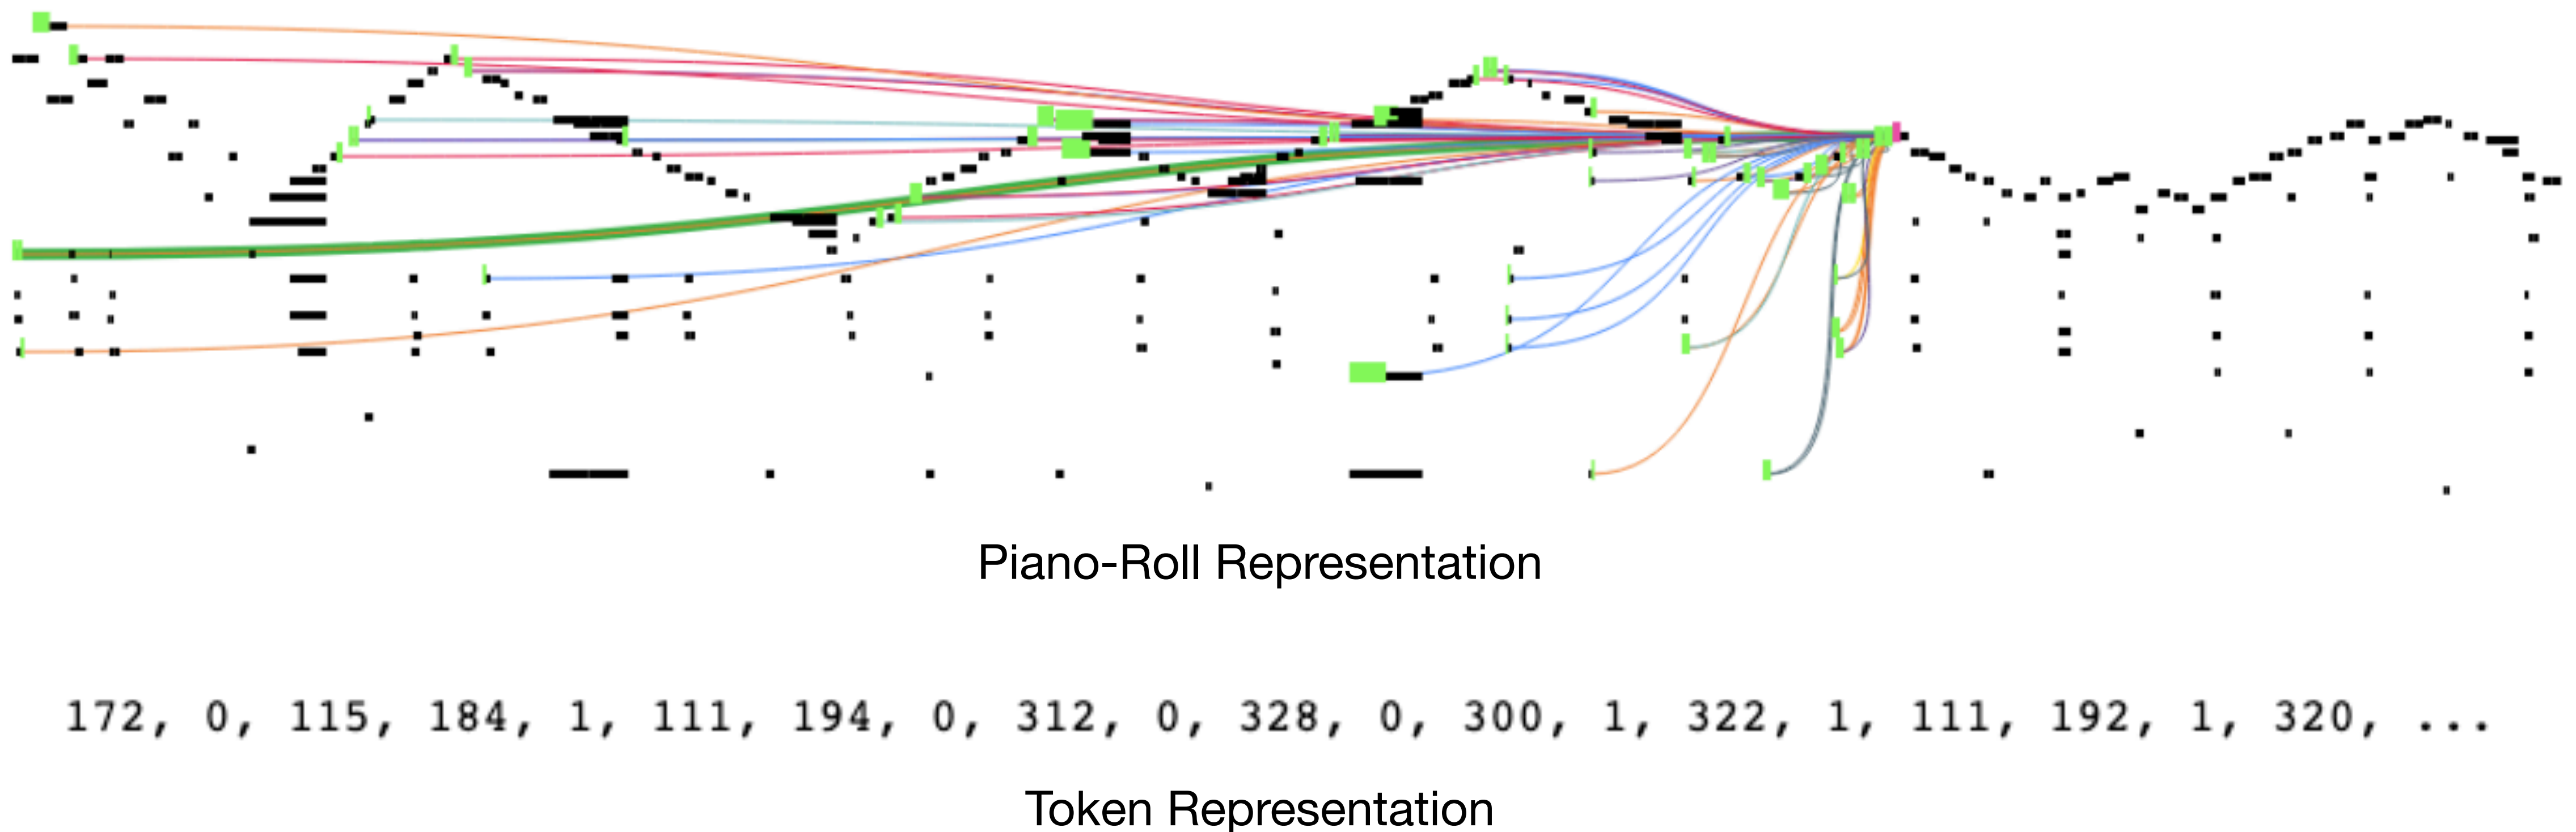 Piano-Roll Representation
172, 0, 115, 184, 1, 111, 194, 0, 312, 0, 328, 0, 300, 1, 322, 1, 111, 192, 1, 320, ...
Token Representation